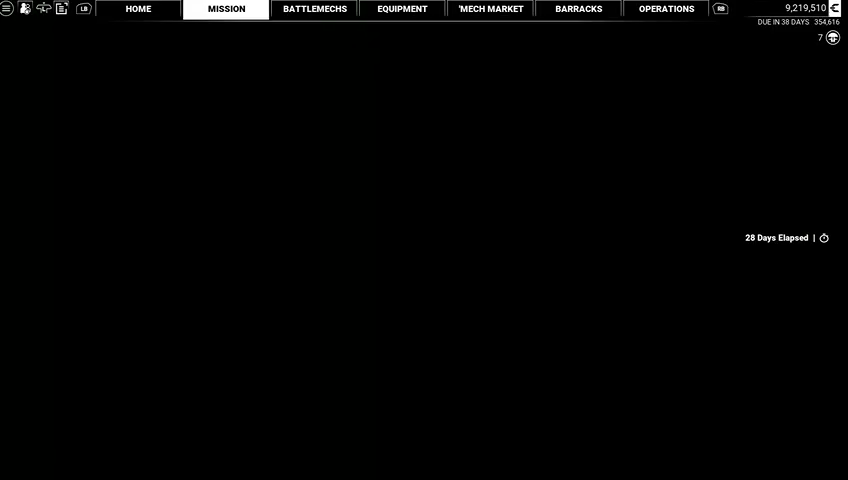 LB HOME MISSION BATTLEMECHS EQUIPMENT 'MECH MARKET BARRACKS OPERATIONS RB 9,219,510
DUE IN 38 DAYS 354,616
7
28 Days Elapsed |